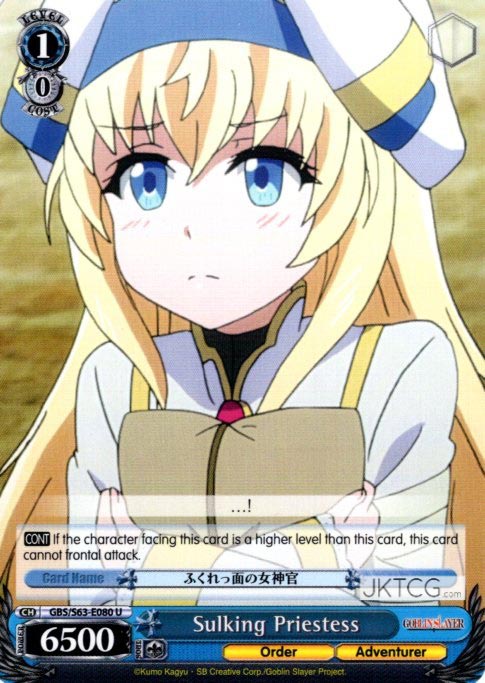 LEVEL
1
0
COST
...!
CONT If the character facing this card is a higher level than this card, this card
cannot frontal attack.
Card Name ふくれっ面の女神官
JKTCG.com
CH GBS/S63-E080 U
POWER 6500 SOUL Sulking Priestess GOBLIN SLAYER
Order Adventurer
©Kumo Kagyu・SB Creative Corp./Goblin Slayer Project.